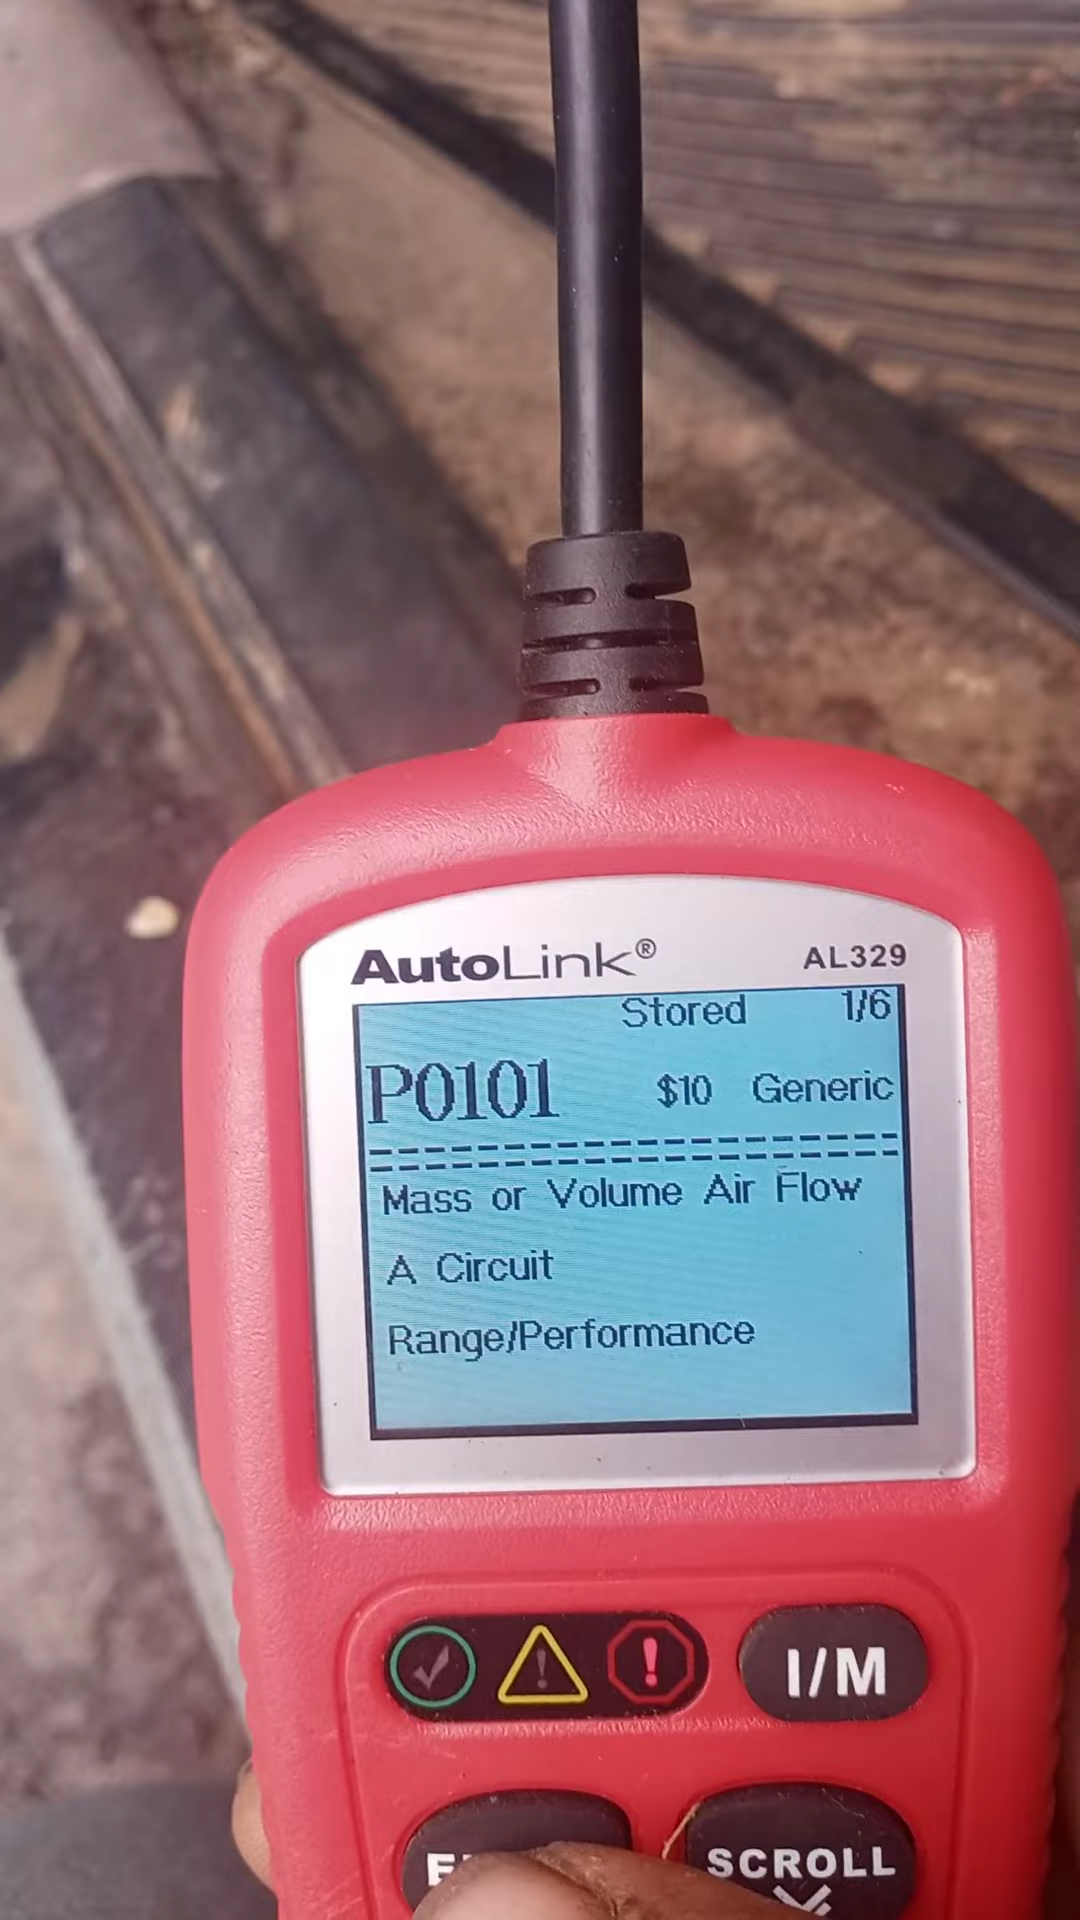 AutoLink® AL329
Stored 1/6
P0101 $10 Generic
Mass or Volume Air Flow
A Circuit
Range/Performance
I/M
SCROLL